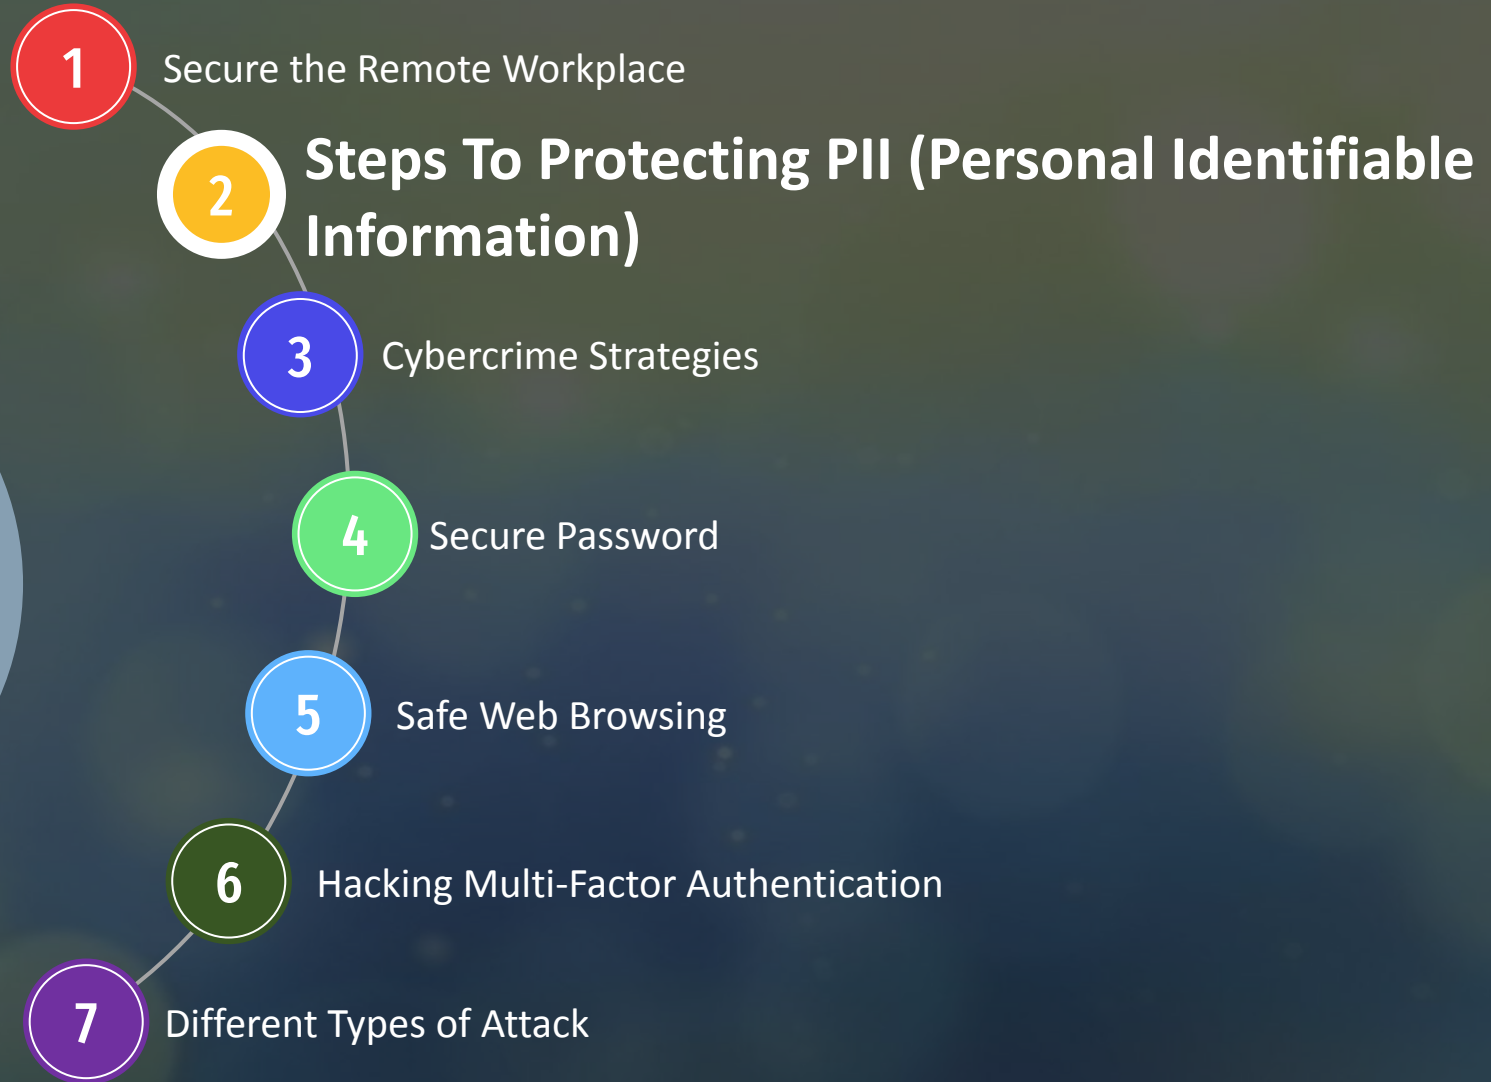 1
Secure the Remote Workplace
2
Steps To Protecting PII (Personal Identifiable
Information)
3
Cybercrime Strategies
4
Secure Password
5
Safe Web Browsing
6
Hacking Multi-Factor Authentication
7
Different Types of Attack